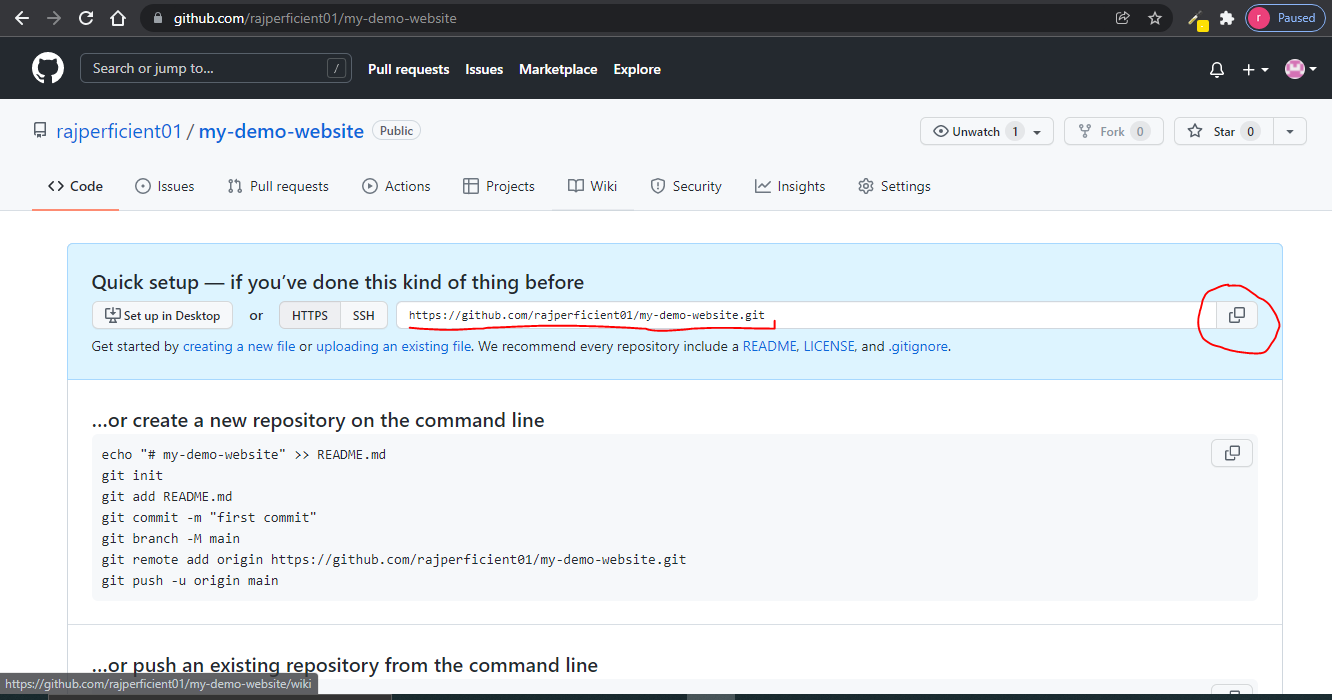 github.com/rajperficient01/my-demo-website
r Paused
Search or jump to... / Pull requests Issues Marketplace Explore
rajperficient01 / my-demo-website Public
Unwatch 1 Fork 0 Star 0
<> Code Issues Pull requests Actions Projects Wiki Security Insights Settings
Quick setup — if you’ve done this kind of thing before
Set up in Desktop or HTTPS SSH https://github.com/rajperficient01/my-demo-website.git
Get started by creating a new file or uploading an existing file. We recommend every repository include a README, LICENSE, and .gitignore.
…or create a new repository on the command line
echo "# my-demo-website" >> README.md
git init
git add README.md
git commit -m "first commit"
git branch -M main
git remote add origin https://github.com/rajperficient01/my-demo-website.git
git push -u origin main
…or push an existing repository from the command line
https://github.com/rajperficient01/my-demo-website/wiki